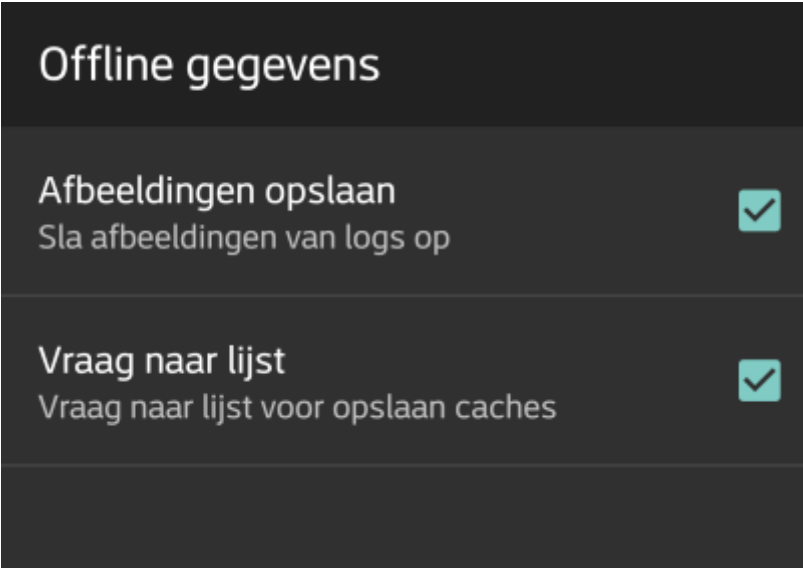 Offline gegevens
Afbeeldingen opslaan
Sla afbeeldingen van logs op
Vraag naar lijst
Vraag naar lijst voor opslaan caches